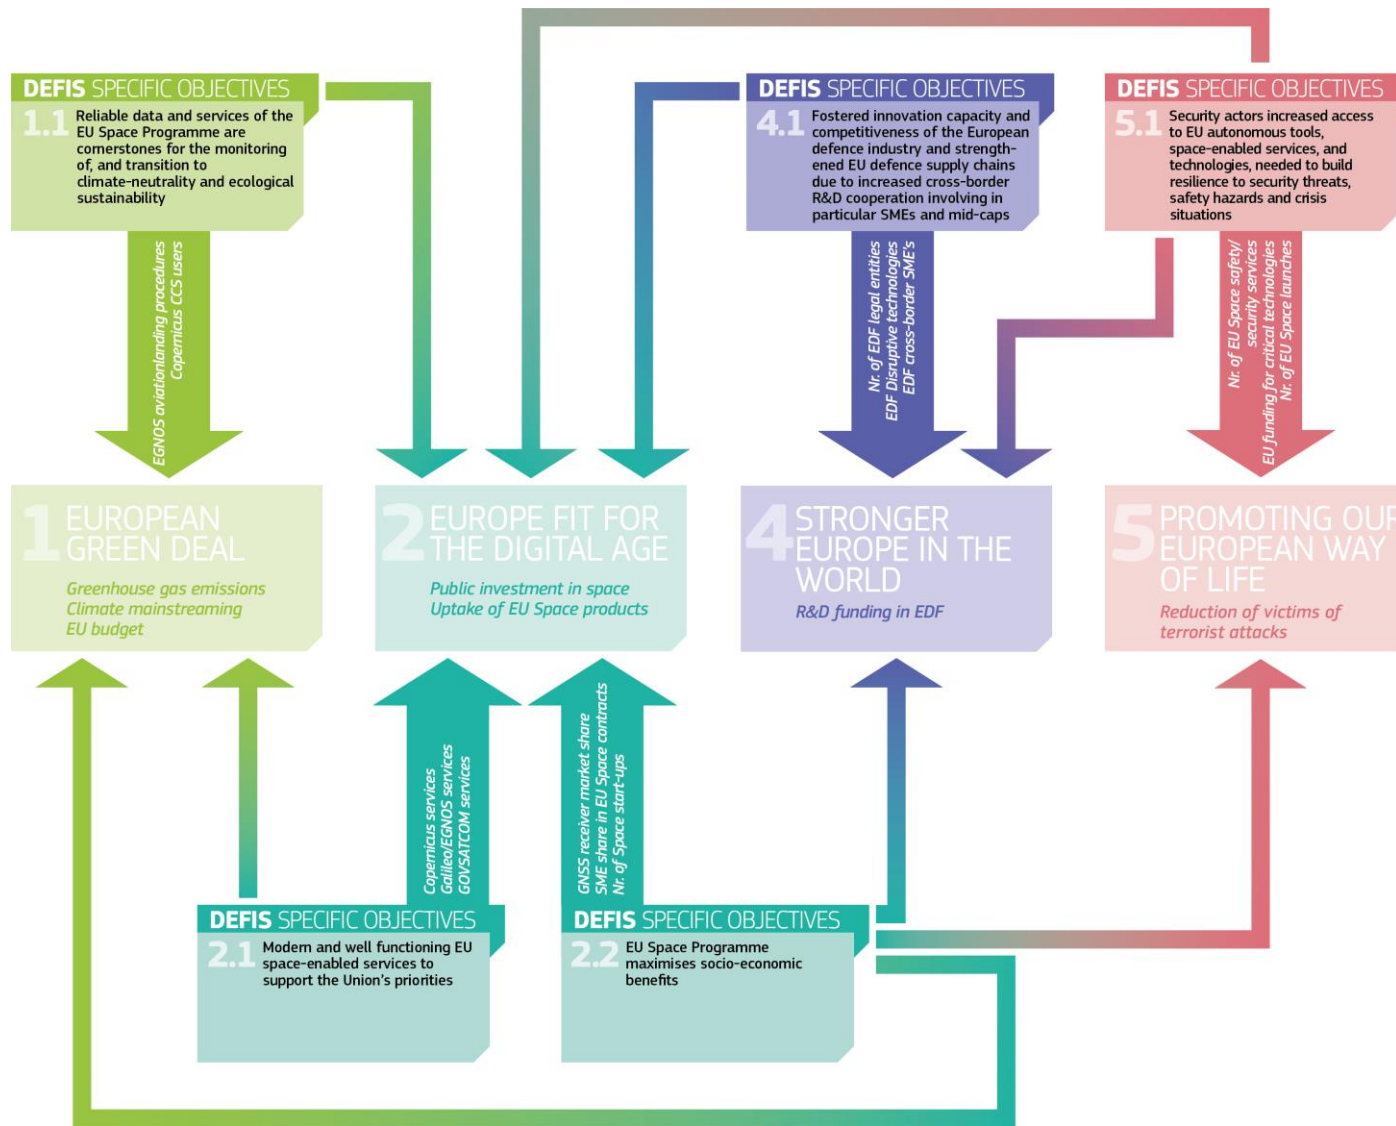 DEFIS SPECIFIC OBJECTIVES
1.1 Reliable data and services of the
EU Space Programme are
cornerstones for the monitoring
of, and transition to
climate-neutrality and ecological
sustainability
DEFIS SPECIFIC OBJECTIVES
4.1 Fostered innovation capacity and
competitiveness of the European
defence industry and strength-
ened EU defence supply chains
due to increased cross-border
R&D cooperation involving in
particular SMEs and mid-caps
DEFIS SPECIFIC OBJECTIVES
5.1 Security actors increased access
to EU autonomous tools,
space-enabled services, and
technologies, needed to build
resilience to security threats,
safety hazards and crisis
situations
EGNOS aviationlanding procedures
Copernicus CCS users
Nr. of EDF legal entities
EDF Disruptive technologies
EDF cross-border SME's
Nr. of EU Space safety/
security services
EU funding for critical technologies
Nr. of EU Space launches
1 EUROPEAN
GREEN DEAL
Greenhouse gas emissions
Climate mainstreaming
EU budget
2 EUROPE FIT FOR
THE DIGITAL AGE
Public investment in space
Uptake of EU Space products
4 STRONGER
EUROPE IN THE
WORLD
R&D funding in EDF
5 PROMOTING OUR
EUROPEAN WAY
OF LIFE
Reduction of victims of
terrorist attacks
Copernicus services
Galileo/EGNOS services
GOVSATCOM services
GNSS receiver market share
SME share in EU Space contracts
Nr. of Space start-ups
DEFIS SPECIFIC OBJECTIVES
2.1 Modern and well functioning EU
space-enabled services to
support the Union's priorities
DEFIS SPECIFIC OBJECTIVES
2.2 EU Space Programme
maximises socio-economic
benefits